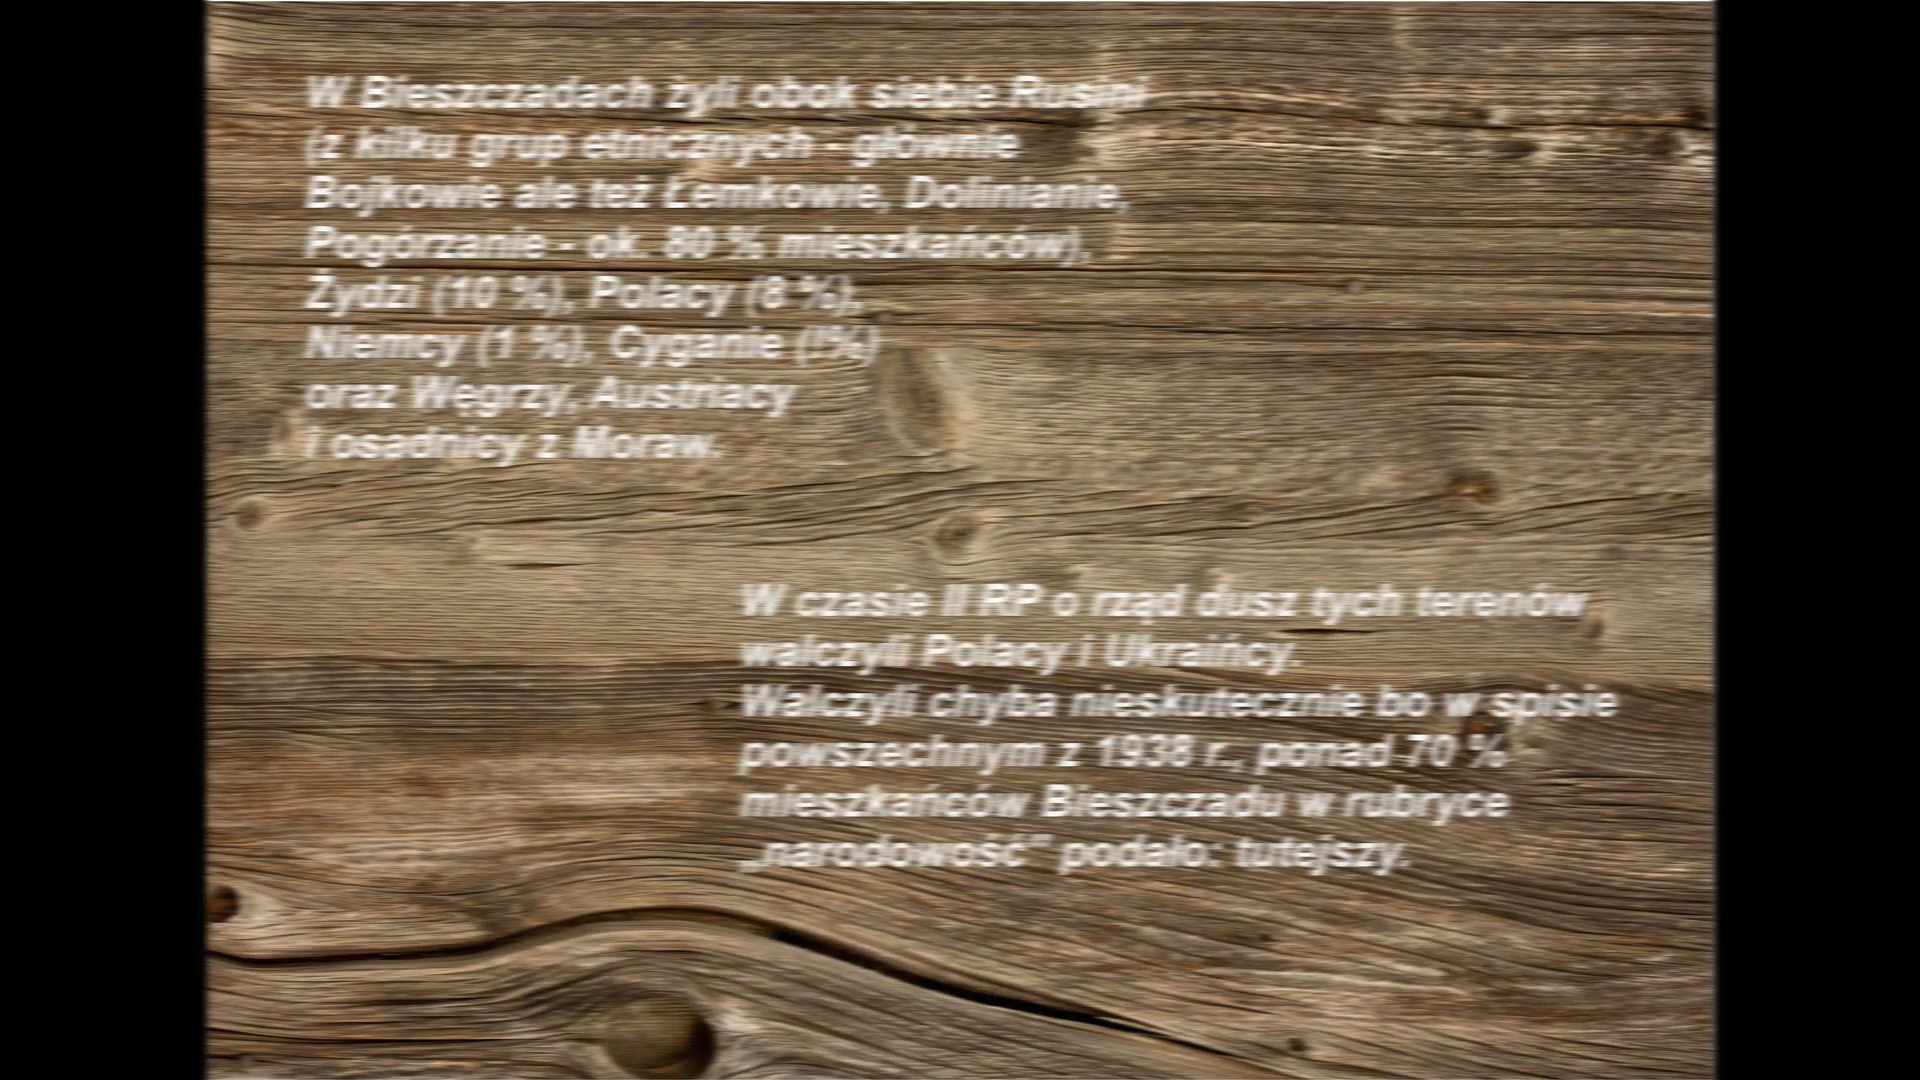 W Bieszczadach żyli obok siebie Rusini
(z kilku grup etnicznych - głównie
Bojkowie ale też Łemkowie, Dolinianie,
Pogórzanie - ok. 80 % mieszkańców),
Żydzi (10 %), Polacy (8 %),
Niemcy (1 %), Cyganie (1%)
oraz Węgrzy, Austriacy
i osadnicy z Moraw.
W czasie II RP o rząd dusz tych terenów
walczyli Polacy i Ukraińcy.
Walczyli chyba nieskutecznie bo w spisie
powszechnym z 1938 r., ponad 70 %
mieszkańców Bieszczadu w rubryce
„narodowość" podało: tutejszy.